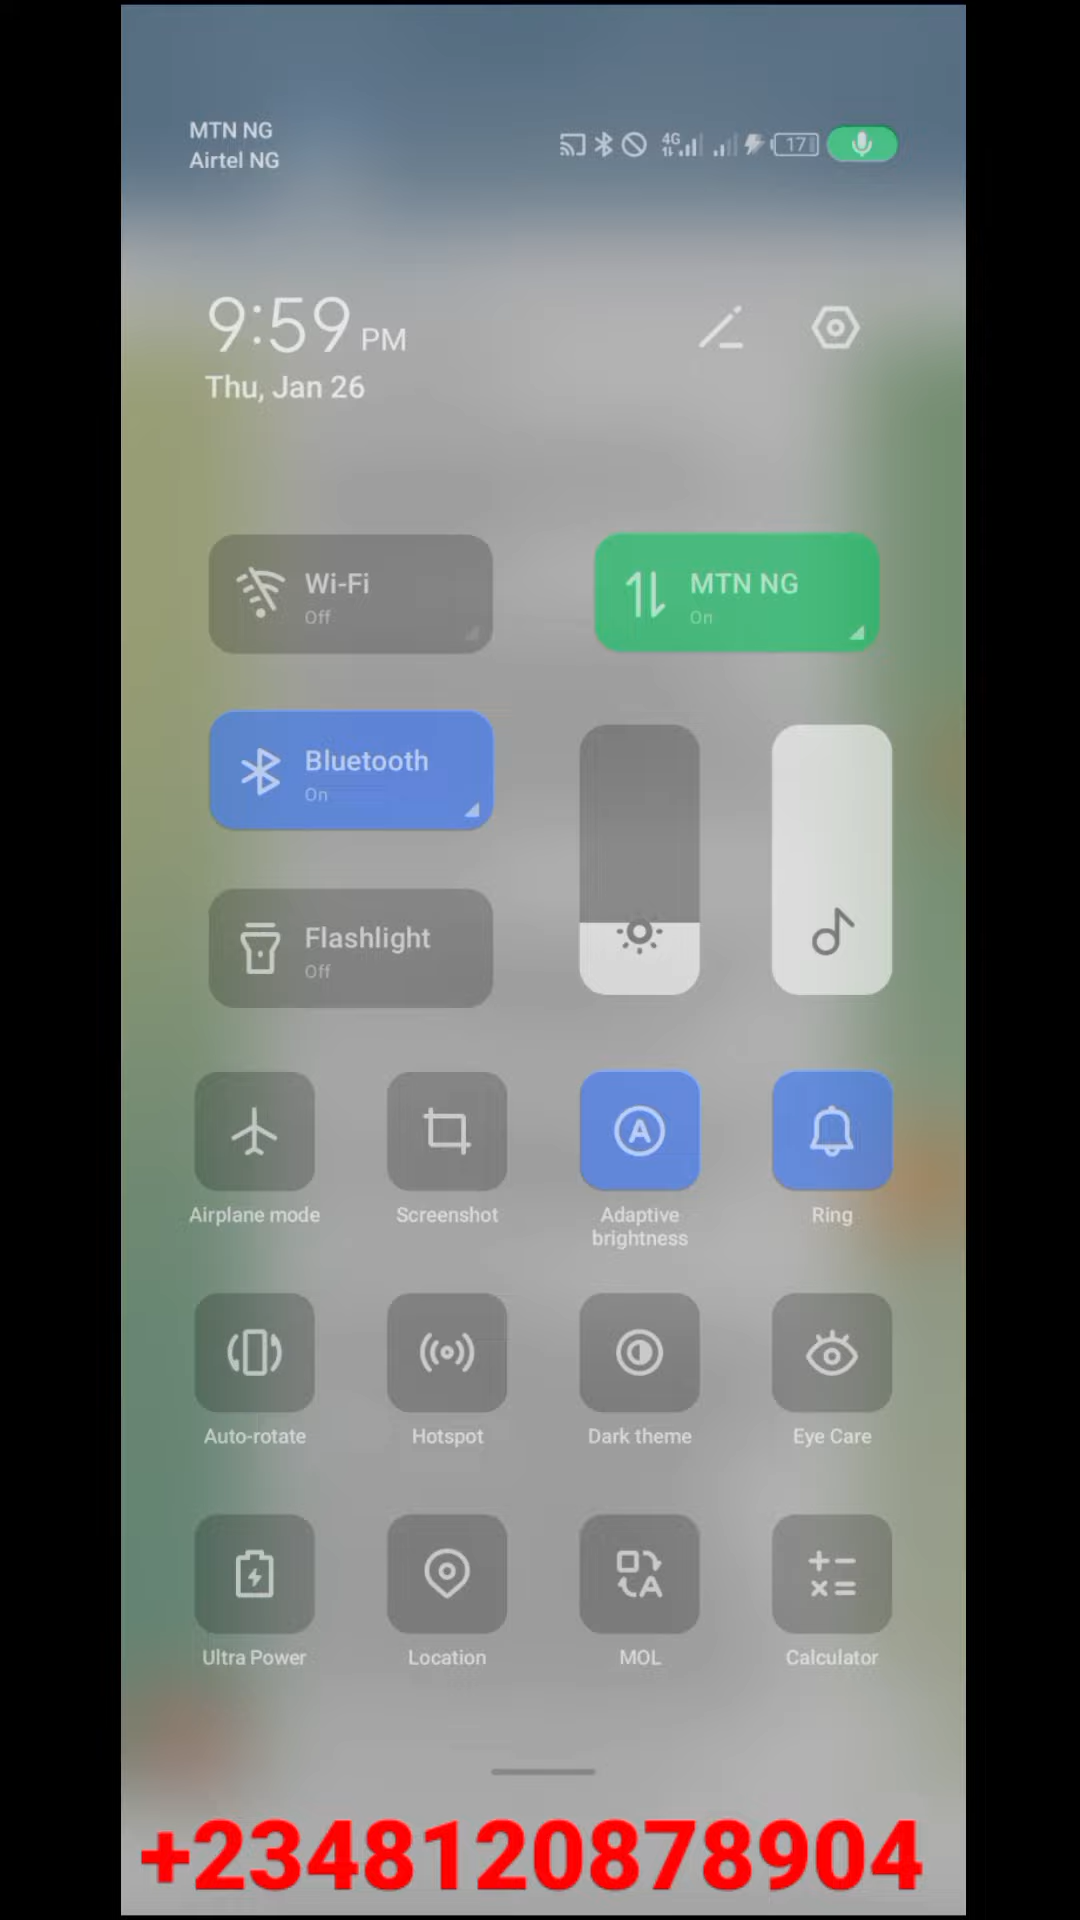 MTN NG
Airtel NG
4G
17
9:59 PM
Thu, Jan 26
Wi-Fi
Off
MTN NG
On
Bluetooth
On
Flashlight
Off
Airplane mode
Screenshot
Adaptive
brightness
Ring
Auto-rotate
Hotspot
Dark theme
Eye Care
Ultra Power
Location
MOL
Calculator
+2348120878904